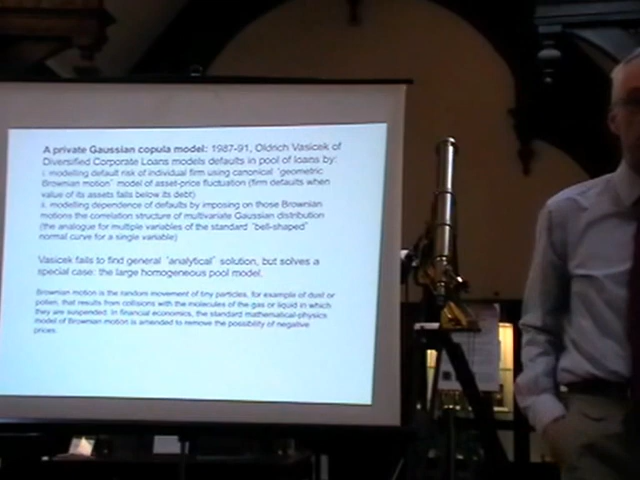 A private Gaussian copula model: 1987-91, Oldrich Vasicek of
Diversified Corporate Loans models defaults in pool of loans by:
i. modelling default risk of individual firm using canonical "geometric
Brownian motion" model of asset-price fluctuation (firm defaults when
value of its assets falls below its debt)
ii. modelling dependence of defaults by imposing on those Brownian
motions the correlation structure of multivariate Gaussian distribution
(the analogue for multiple variables of the standard "bell-shaped"
normal curve for a single variable)
Vasicek fails to find general "analytical" solution, but solves a
special case: the large homogeneous pool model.
Brownian motion is the random movement of tiny particles, for example of dust or
pollen, that results from collisions with the molecules of the gas or liquid in which
they are suspended. In financial economics, the standard mathematical-physics
model of Brownian motion is amended to remove the possibility of negative
prices.